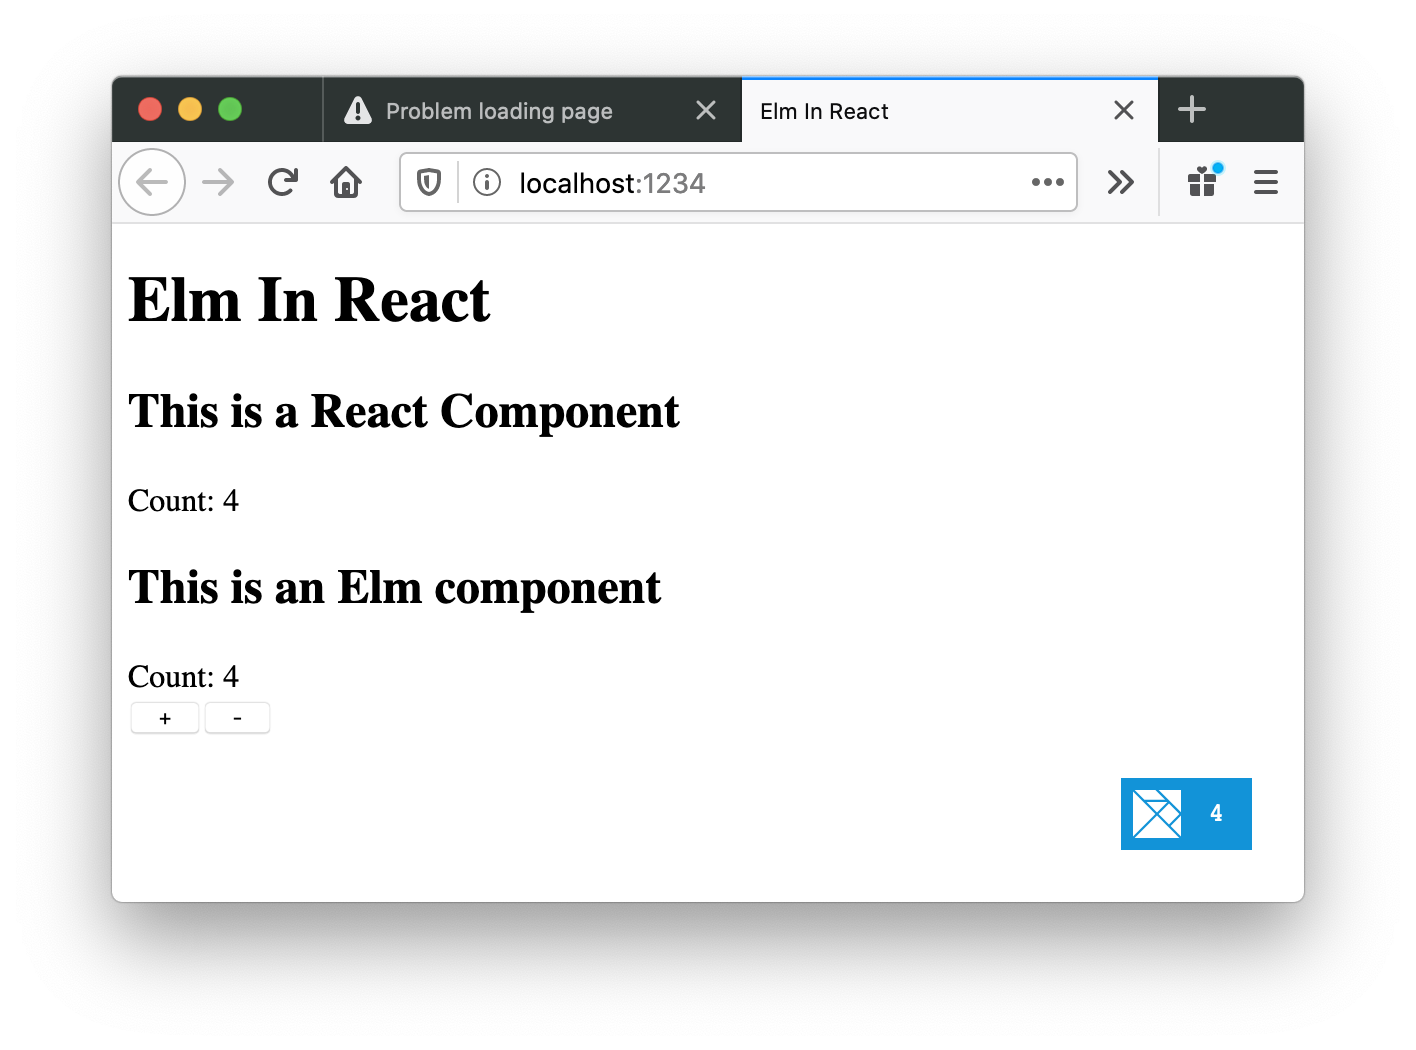 Problem loading page
Elm In React
localhost:1234
Elm In React
This is a React Component
Count: 4
This is an Elm component
Count: 4
+ -
4